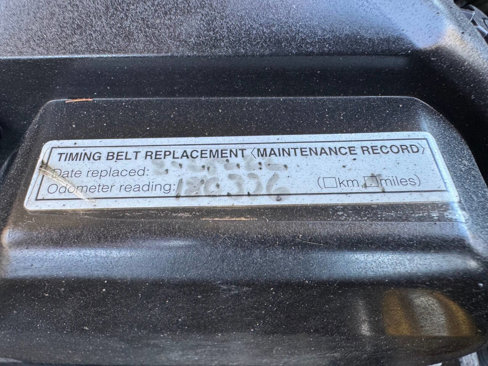 TIMING BELT REPLACEMENT〈MAINTENANCE RECORD〉
Date replaced:
Odometer reading: (□km □miles)